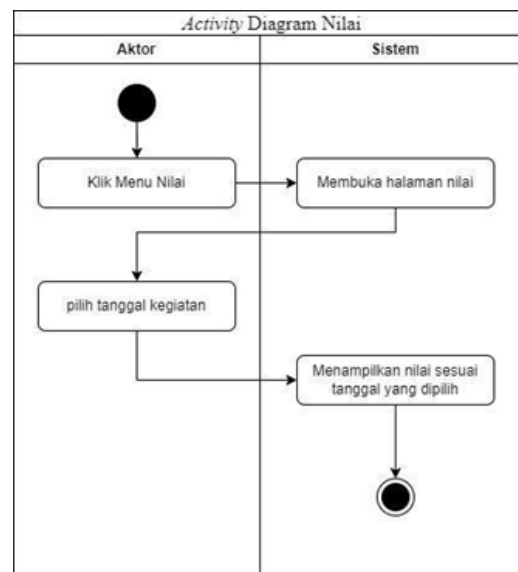 Activity Diagram Nilai
Aktor
Sistem
Klik Menu Nilai
Membuka halaman nilai
pilih tanggal kegiatan
Menampilkan nilai sesuai
tanggal yang dipilih